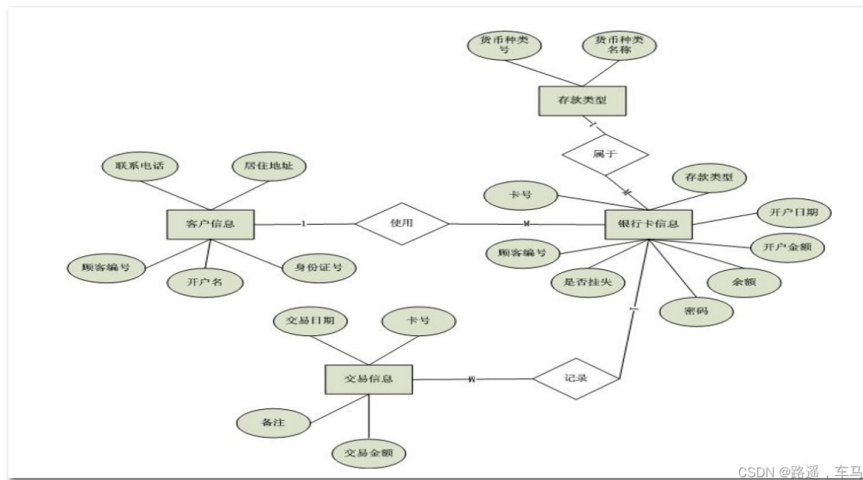 货币种类
号
货币种类
名称
存款类型
属于
联系电话
居住地址
卡号
存款类型
客户信息
1
使用
M
银行卡信息
开户日期
开户金额
顾客编号
开户名
身份证号
顾客编号
是否挂失
余额
密码
交易日期
卡号
交易信息
记录
备注
交易金额
CSDN @路遥，车马